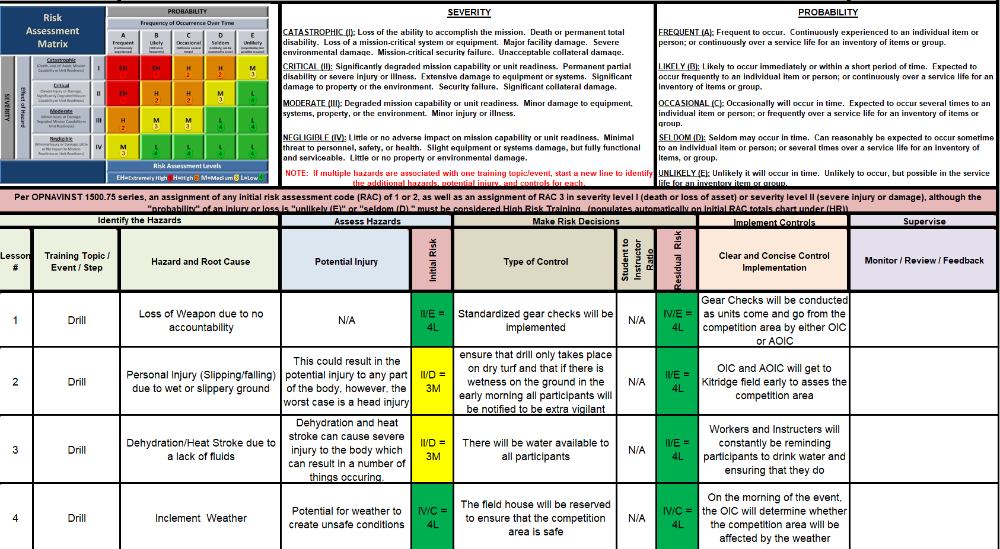 Risk
Assessment
Matrix
PROBABILITY
Frequency of Occurrence Over Time
A
Frequent
(Continuously
experienced)
B
Likely
(Will occur
frequently)
C
Occasional
(Will occur several
times)
D
Seldom
(Unlikely; can be
expected to occur)
E
Unlikely
(Improbable; but
possible to occur)
SEVERITY
Effect of Hazard
Catastrophic
(Death, Loss of Asset, Mission
Capability or Unit Readiness)
I
EH 1
EH 1
H 2
H 2
M 3
Critical
(Severe Injury or Damage,
Significantly Degraded Mission
Capability or Unit Readiness)
II
EH 1
H 2
H 2
M 3
L 4
Moderate
(Minor Injury or Damage,
Degraded Mission Capability or
Unit Readiness)
III
H 2
M 3
M 3
L 4
L 4
Negligible
(Minimal Injury or Damage, Little
or No Impact to Mission
Readiness or Unit Readiness)
IV
M 3
L 4
L 4
L 4
L 4
Risk Assessment Levels
EH=Extremely High 1 H=High 2 M=Medium 3 L=Low 4
SEVERITY
CATASTROPHIC (I): Loss of the ability to accomplish the mission. Death or permanent total
disability. Loss of a mission-critical system or equipment. Major facility damage. Severe
environmental damage. Mission-critical security failure. Unacceptable collateral damage.
CRITICAL (II): Significantly degraded mission capability or unit readiness. Permanent partial
disability or severe injury or illness. Extensive damage to equipment or systems. Significant
damage to property or the environment. Security failure. Significant collateral damage.
MODERATE (III): Degraded mission capability or unit readiness. Minor damage to equipment,
systems, property, or the environment. Minor injury or illness.
NEGLIGIBLE (IV): Little or no adverse impact on mission capability or unit readiness. Minimal
threat to personnel, safety, or health. Slight equipment or systems damage, but fully functional
and serviceable. Little or no property or environmental damage.
NOTE: If multiple hazards are associated with one training topic/event, start a new line to identify
the additional hazards, potential injury, and controls for each.
PROBABILITY
FREQUENT (A): Frequent to occur. Continuously experienced to an individual item or
person; or continuously over a service life for an inventory of items or group.
LIKELY (B): Likely to occur immediately or within a short period of time. Expected to
occur frequently to an individual item or person; or continuously over a service life for an
inventory of items or group.
OCCASIONAL (C): Occasionally will occur in time. Expected to occur several times to an
individual item or person; or frequently over a service life for an inventory of items or
group.
SELDOM (D): Seldom may occur in time. Can reasonably be expected to occur sometime
to an individual item or person; or several times over a service life for an inventory of
items, or group.
UNLIKELY (E): Unlikely it will occur in time. Unlikely to occur, but possible in the service
life for an inventory item or group.
Per OPNAVINST 1500.75 series, an assignment of any initial risk assessment code (RAC) of 1 or 2, as well as an assignment of RAC 3 in severity level I (death or loss of asset) or severity level II (severe injury or damage), although the
"probability" of an injury or loss is "unlikely (E)" or "seldom (D)," must be considered High Risk Training. (populates automatically on initial RAC totals chart under (HR))
Identify the Hazards
Assess Hazards
Make Risk Decisions
Implement Controls
Supervise
Lesson
#
Training Topic /
Event / Step
Hazard and Root Cause
Potential Injury
Initial Risk
Type of Control
Student to
Instructor
Ratio
Residual Risk
Clear and Concise Control
Implementation
Monitor / Review / Feedback
1
Drill
Loss of Weapon due to no
accountability
N/A
II/E =
4L
Standardized gear checks will be
implemented
N/A
IV/E =
4L
Gear Checks will be conducted
as units come and go from the
competition area by either OIC
or AOIC
2
Drill
Personal Injury (Slipping/falling)
due to wet or slippery ground
This could result in the
potential injury to any part
of the body, however, the
worst case is a head injury
II/D =
3M
ensure that drill only takes place
on dry turf and that if there is
wetness on the ground in the
early morning all participants will
be notified to be extra vigilant
N/A
II/E =
4L
OIC and AOIC will get to
Kitridge field early to asses the
competition area
3
Drill
Dehydration/Heat Stroke due to
a lack of fluids
Dehydration and heat
stroke can cause severe
injury to the body which
can result in a number of
things occuring.
II/D =
3M
There will be water available to
all participants
N/A
II/E =
4L
Workers and Instructers will
constantly be reminding
participants to drink water and
ensuring that they do
4
Drill
Inclement Weather
Potential for weather to
create unsafe conditions
IV/C =
4L
The field house will be reserved
to ensure that the competition
area is safe
N/A
IV/C =
4L
On the morning of the event,
the OIC will determine whether
the competition area will be
affected by the weather